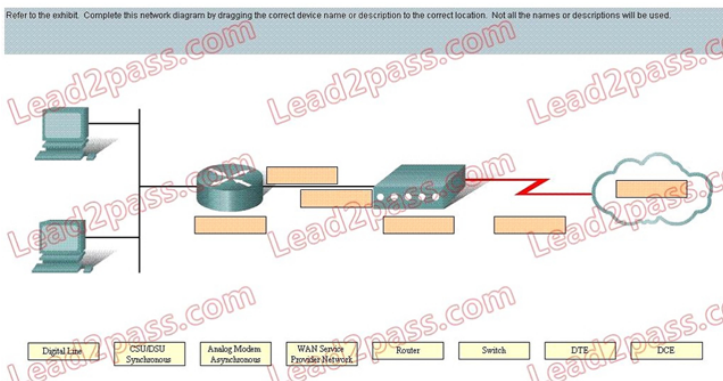 Refer to the exhibit. Complete this network diagram by dragging the correct device name or description to the correct location. Not all the names or descriptions will be used.
Lead2pass.com
Lead2pass.com
Lead2pass.com
Lead2pass.com
Lead2pass.com
Lead2pass.com
Lead2pass.com
Lead2pass.com
Lead2pass.com
Digital Line
CSU/DSU
Synchronous
Analog Modem
Asynchronous
WAN Service
Provider Network
Router
Switch
DTE
DCE